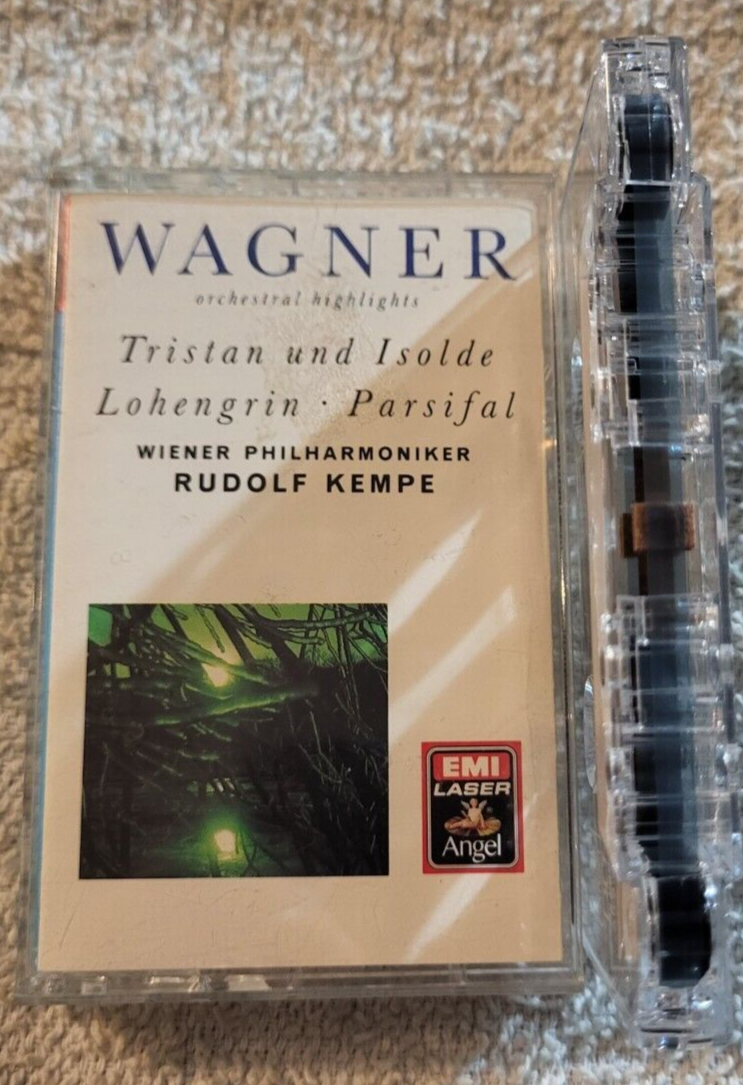 WAGNER
orchestral highlights
Tristan und Isolde
Lohengrin · Parsifal
WIENER PHILHARMONIKER
RUDOLF KEMPE
EMI
LASER
Angel